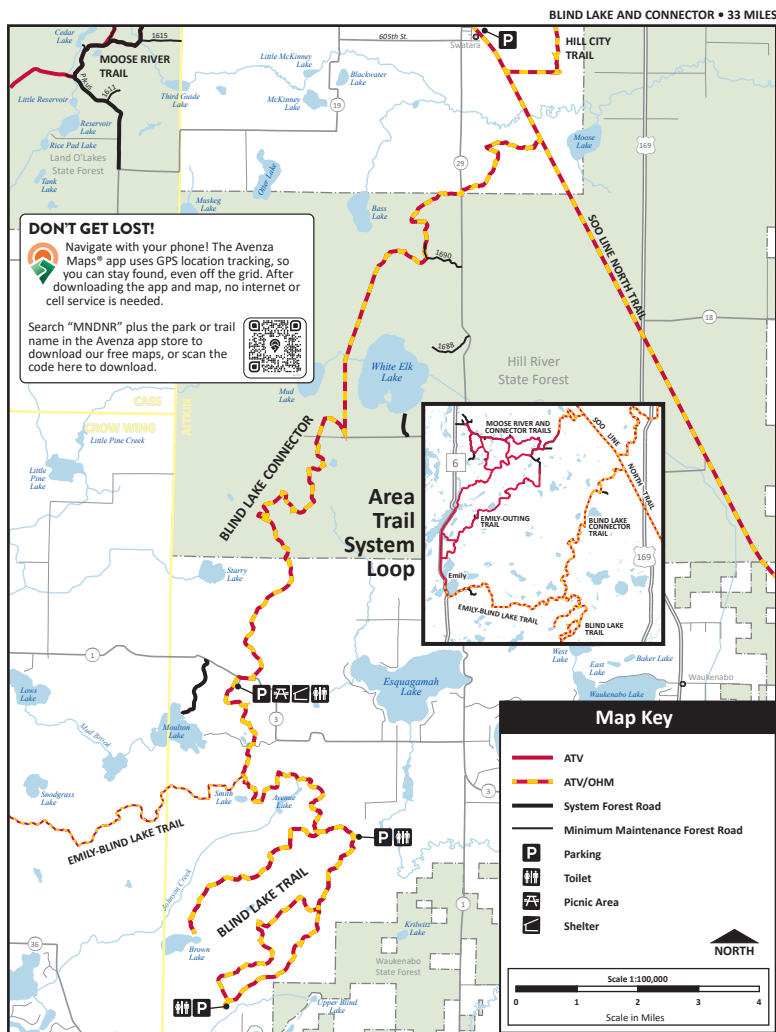 BLIND LAKE AND CONNECTOR • 33 MILES
Cedar
Lake
1615
MOOSE RIVER
TRAIL
1611
Little Reservoir
Reservoir
Lake
Rice Pad Lake
Land O'Lakes
State Forest
Tank
Lake
Third Guide
Lake
Little McKinney
Lake
McKinney
Lake
Blackwater
Lake
19
605th St.
Swatara
P
HILL CITY
TRAIL
Moose
Lake
169
29
Otter Lake
Muskeg
Lake
Bass
Lake
1690
SOO LINE NORTH TRAIL
18
1688
Hill River
State Forest
DON'T GET LOST!
Navigate with your phone! The Avenza
Maps® app uses GPS location tracking, so
you can stay found, even off the grid. After
downloading the app and map, no internet or
cell service is needed.
Search “MNDNR” plus the park or trail
name in the Avenza app store to
download our free maps, or scan the
code here to download.
White Elk
Lake
Mud
Lake
CASS
CROW WING
AITKIN
Little Pine Creek
Little
Pine
Lake
BLIND LAKE CONNECTOR
Area
Trail
System
Loop
MOOSE RIVER AND
CONNECTOR TRAILS
SOO LINE
NORTH TRAIL
6
EMILY-OUTING
TRAIL
BLIND LAKE
CONNECTOR
TRAIL
169
Emily
EMILY-BLIND LAKE TRAIL
BLIND LAKE
TRAIL
Starry
Lake
1
Laws
Lake
Mud Brook
Moulton
Lake
P
3
Esquagamah
Lake
West
Lake
East
Lake
Baker Lake
Waukenabo
Waukenabo Lake
Snodgrass
Lake
Smith
Lake
Avenue
Lake
EMILY-BLIND LAKE TRAIL
P
3
Johnson Creek
BLIND LAKE TRAIL
1
36
Brown
Lake
Krilwitz
Lake
Waukenabo
State Forest
P
Upper Blind
Lake
Map Key
ATV
ATV/OHM
System Forest Road
Minimum Maintenance Forest Road
P Parking
Toilet
Picnic Area
Shelter
NORTH
Scale 1:100,000
0 1 2 3 4
Scale in Miles